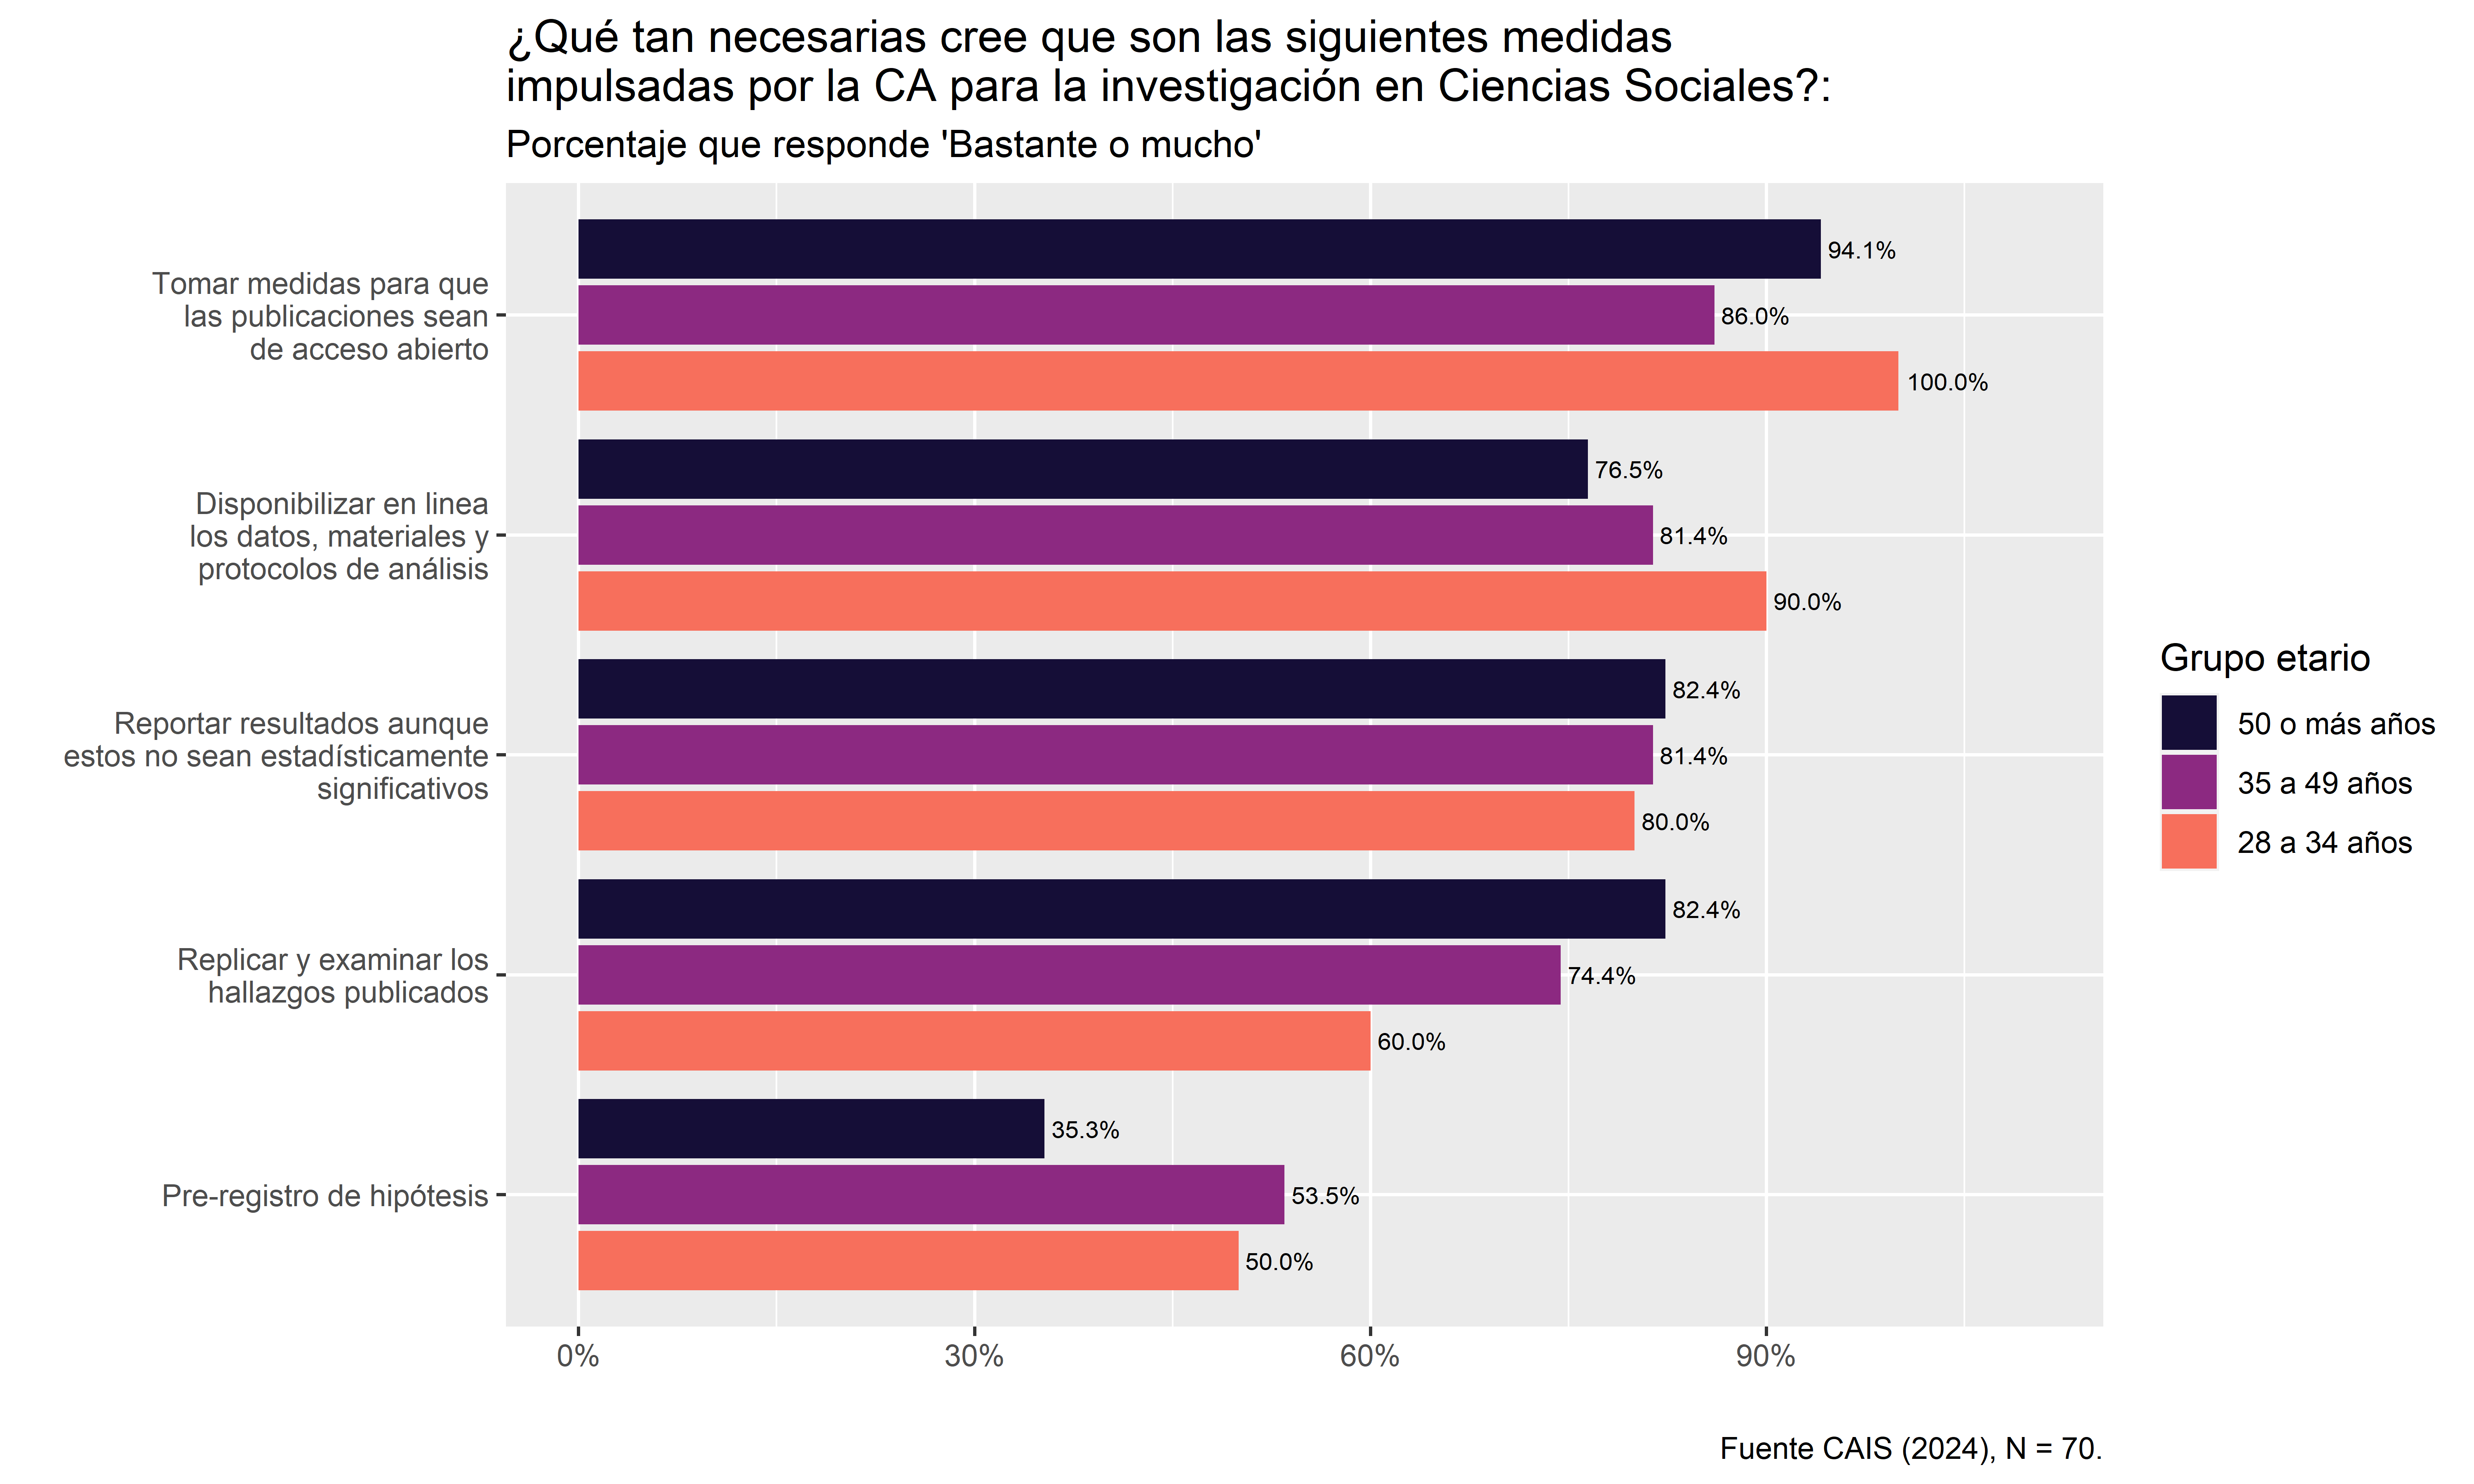 ¿Qué tan necesarias cree que son las siguientes medidas
impulsadas por la CA para la investigación en Ciencias Sociales?:
Porcentaje que responde 'Bastante o mucho'
Tomar medidas para que
las publicaciones sean
de acceso abierto
94.1%
86.0%
100.0%
Disponibilizar en linea
los datos, materiales y
protocolos de análisis
76.5%
81.4%
90.0%
Reportar resultados aunque
estos no sean estadísticamente
significativos
82.4%
81.4%
80.0%
Replicar y examinar los
hallazgos publicados
82.4%
74.4%
60.0%
Pre-registro de hipótesis
35.3%
53.5%
50.0%
0%
30%
60%
90%
Grupo etario
50 o más años
35 a 49 años
28 a 34 años
Fuente CAIS (2024), N = 70.